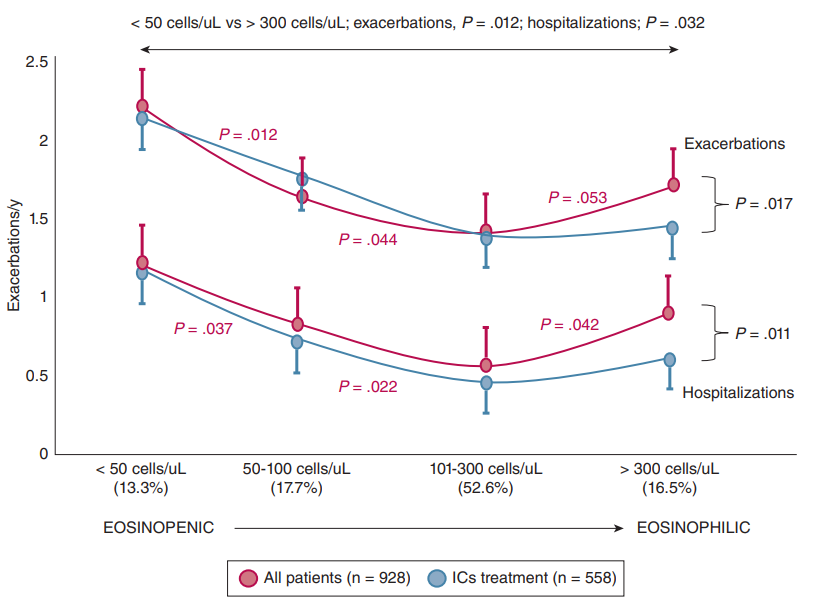 < 50 cells/uL vs > 300 cells/uL; exacerbations, P = .012; hospitalizations; P = .032
2.5
2
1.5
1
0.5
0
Exacerbations/y
P = .012
P = .044
P = .053
Exacerbations
P = .017
P = .037
P = .022
P = .042
P = .011
Hospitalizations
< 50 cells/uL
(13.3%)
50-100 cells/uL
(17.7%)
101-300 cells/uL
(52.6%)
> 300 cells/uL
(16.5%)
EOSINOPENIC
EOSINOPHILIC
All patients (n = 928)
ICs treatment (n = 558)